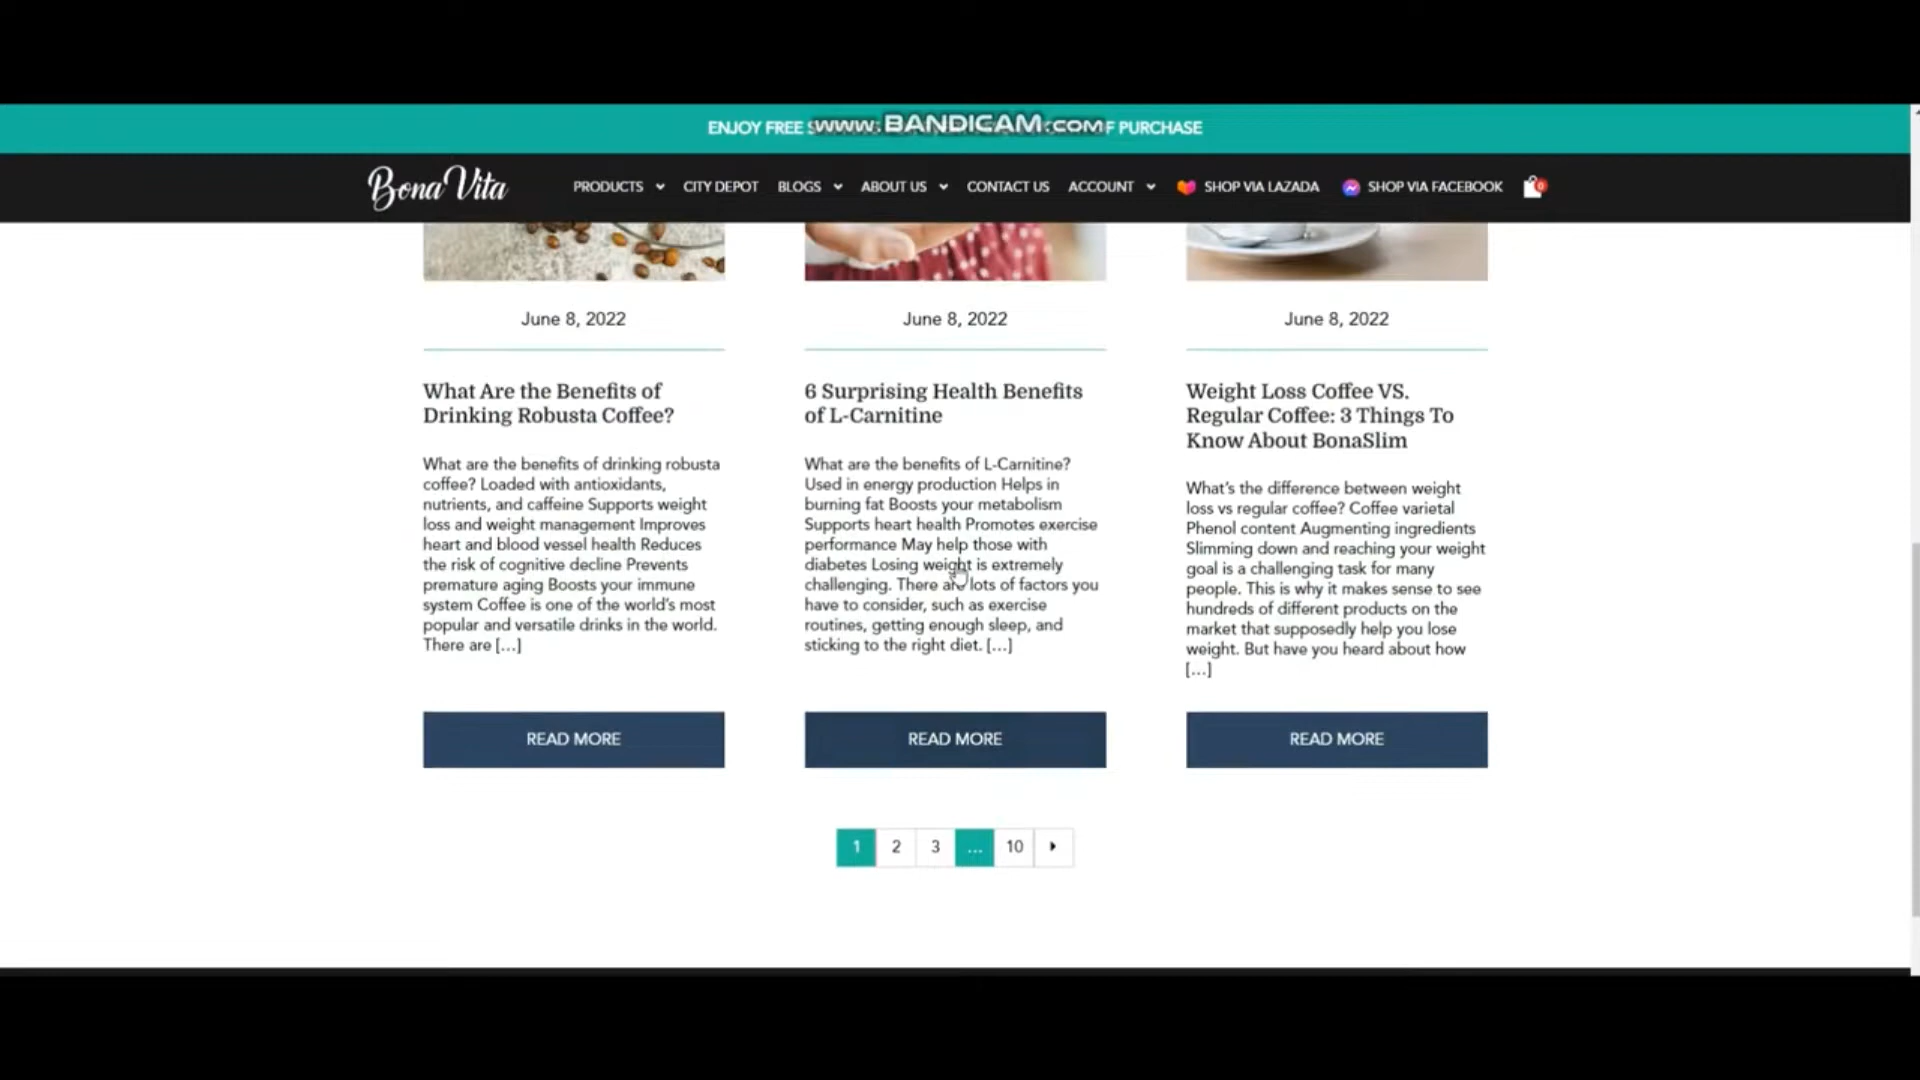 ENJOY FREE
www.BANDICAM.com
F PURCHASE
Bona Vita
PRODUCTS
CITY DEPOT
BLOGS
ABOUT US
CONTACT US
ACCOUNT
SHOP VIA LAZADA
SHOP VIA FACEBOOK
0
June 8, 2022
What Are the Benefits of
Drinking Robusta Coffee?
What are the benefits of drinking robusta
coffee? Loaded with antioxidants,
nutrients, and caffeine Supports weight
loss and weight management Improves
heart and blood vessel health Reduces
the risk of cognitive decline Prevents
premature aging Boosts your immune
system Coffee is one of the world's most
popular and versatile drinks in the world.
There are [...]
READ MORE
June 8, 2022
6 Surprising Health Benefits
of L-Carnitine
What are the benefits of L-Carnitine?
Used in energy production Helps in
burning fat Boosts your metabolism
Supports heart health Promotes exercise
performance May help those with
diabetes Losing weight is extremely
challenging. There are lots of factors you
have to consider, such as exercise
routines, getting enough sleep, and
sticking to the right diet. [...]
READ MORE
June 8, 2022
Weight Loss Coffee VS.
Regular Coffee: 3 Things To
Know About BonaSlim
What's the difference between weight
loss vs regular coffee? Coffee varietal
Phenol content Augmenting ingredients
Slimming down and reaching your weight
goal is a challenging task for many
people. This is why it makes sense to see
hundreds of different products on the
market that supposedly help you lose
weight. But have you heard about how
[...]
READ MORE
1 2 3 ... 10